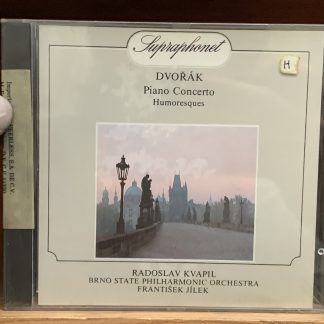 Supraphonet
H
DVOŘÁK
Piano Concerto
Humoresques
RADOSLAV KVAPIL
BRNO STATE PHILHARMONIC ORCHESTRA
FRANTIŠEK JÍLEK